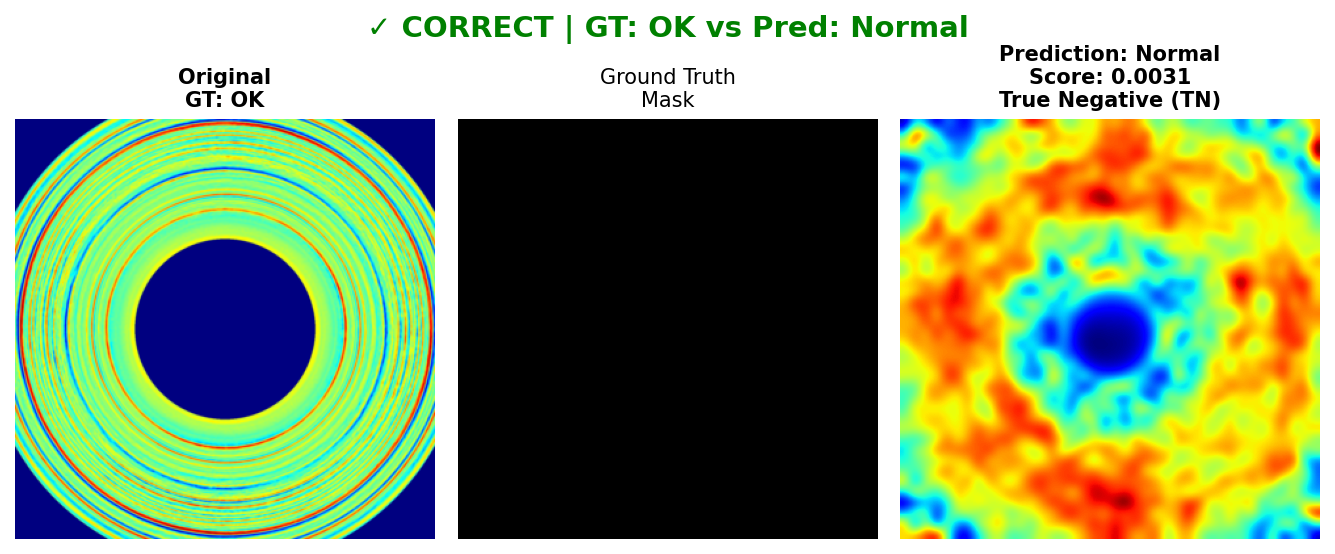 ✓ CORRECT | GT: OK vs Pred: Normal
Original
GT: OK
Ground Truth
Mask
Prediction: Normal
Score: 0.0031
True Negative (TN)